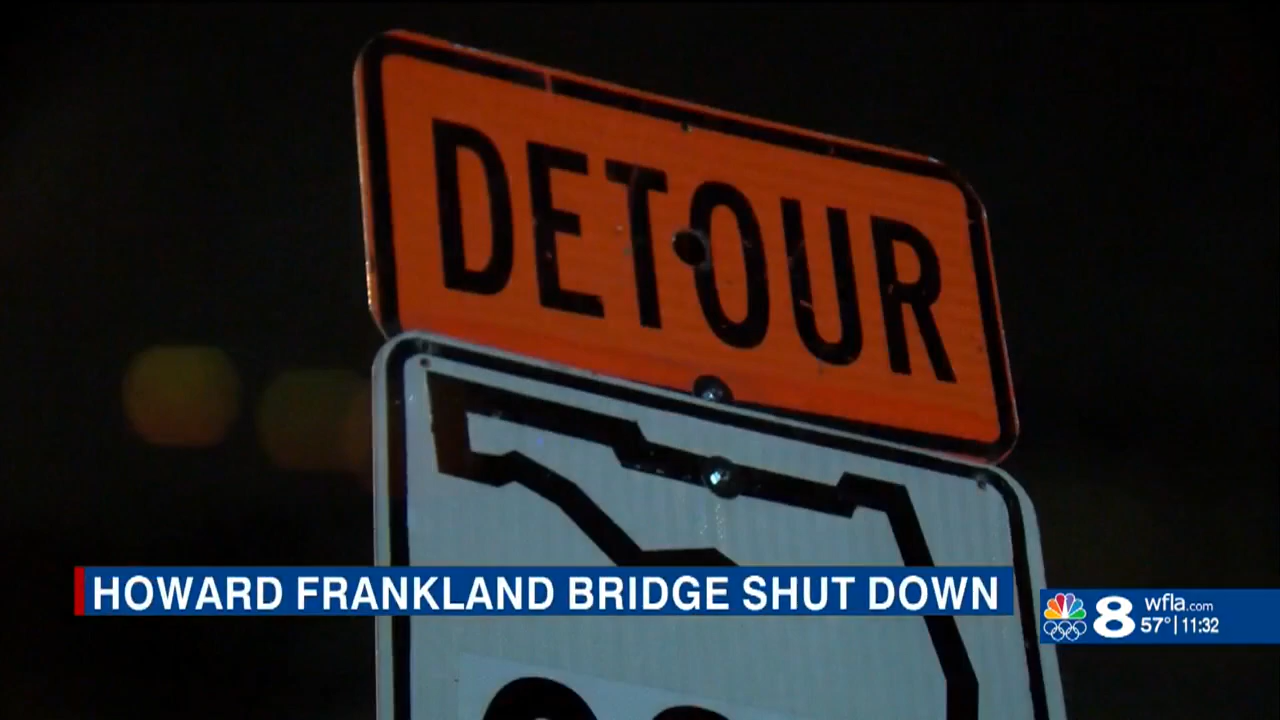 DETOUR
HOWARD FRANKLAND BRIDGE SHUT DOWN
8
wfla.com
57° | 11:32